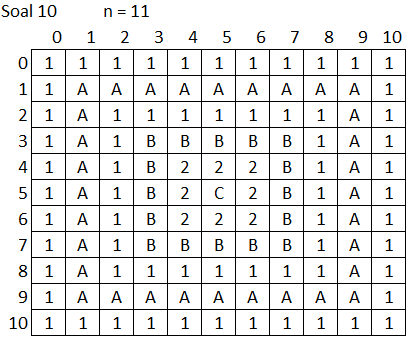 Soal 10 n = 11
0 1 2 3 4 5 6 7 8 9 10
0 1 1 1 1 1 1 1 1 1 1 1
1 1 A A A A A A A A A 1
2 1 A 1 1 1 1 1 1 1 A 1
3 1 A 1 B B B B B 1 A 1
4 1 A 1 B 2 2 2 B 1 A 1
5 1 A 1 B 2 C 2 B 1 A 1
6 1 A 1 B 2 2 2 B 1 A 1
7 1 A 1 B B B B B 1 A 1
8 1 A 1 1 1 1 1 1 1 A 1
9 1 A A A A A A A A A 1
10 1 1 1 1 1 1 1 1 1 1 1